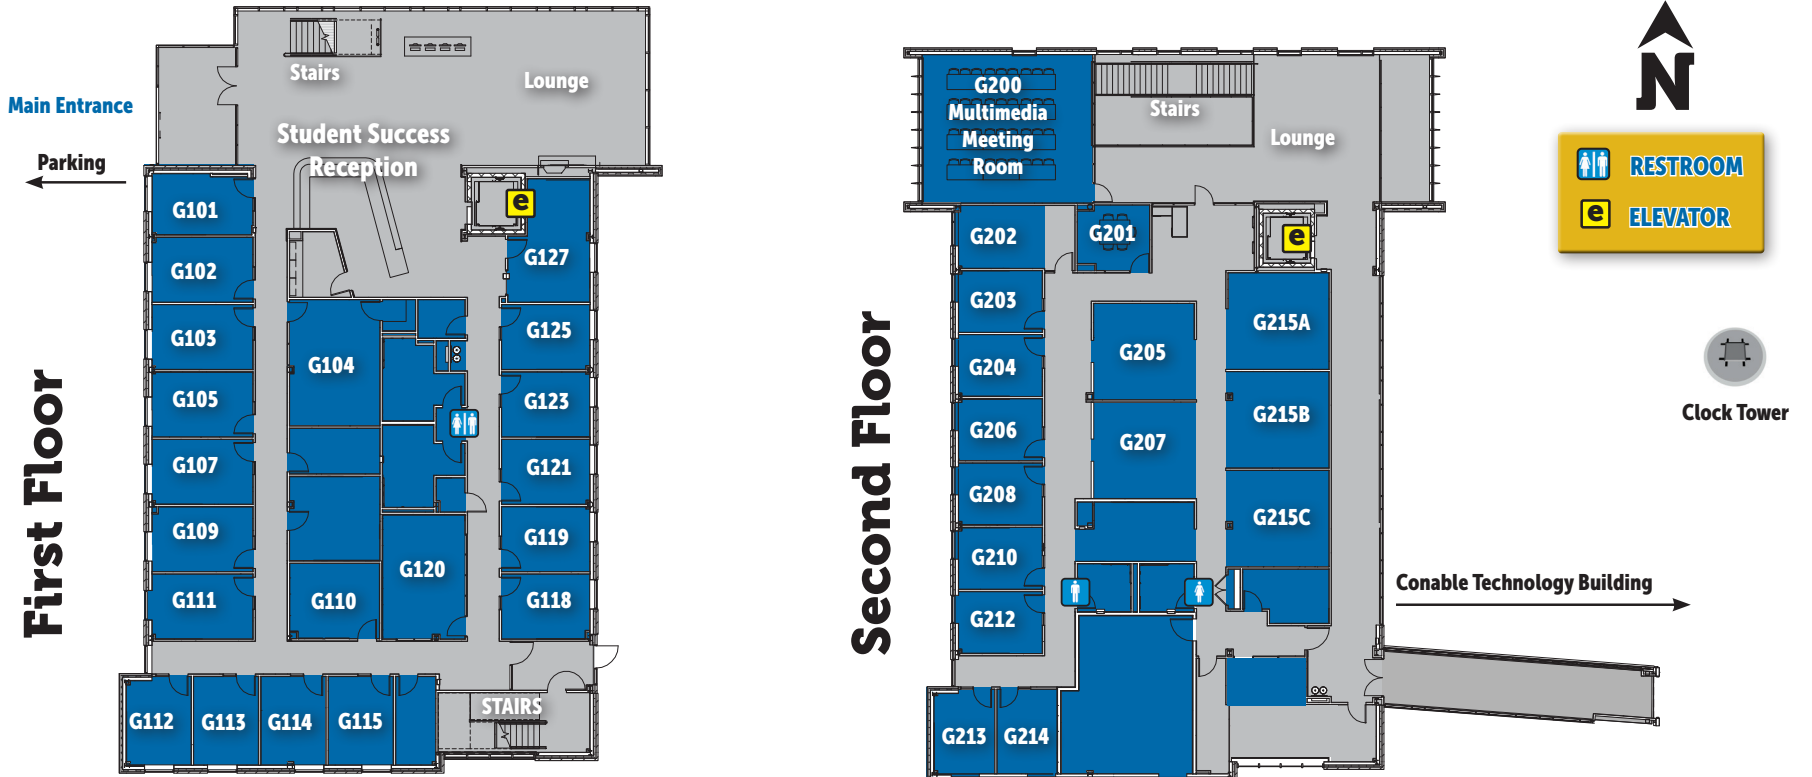 First Floor
Main Entrance
Parking
Stairs
Lounge
Student Success
Reception
e
G101
G102
G103
G105
G107
G109
G111
G104
G110
G120
G127
G125
G123
G121
G119
G118
G112
G113
G114
G115
STAIRS
Second Floor
G200
Multimedia
Meeting
Room
Stairs
Lounge
G201
e
G202
G203
G204
G206
G208
G210
G212
G205
G207
G215A
G215B
G215C
G213
G214
N
RESTROOM
e ELEVATOR
Clock Tower
Conable Technology Building